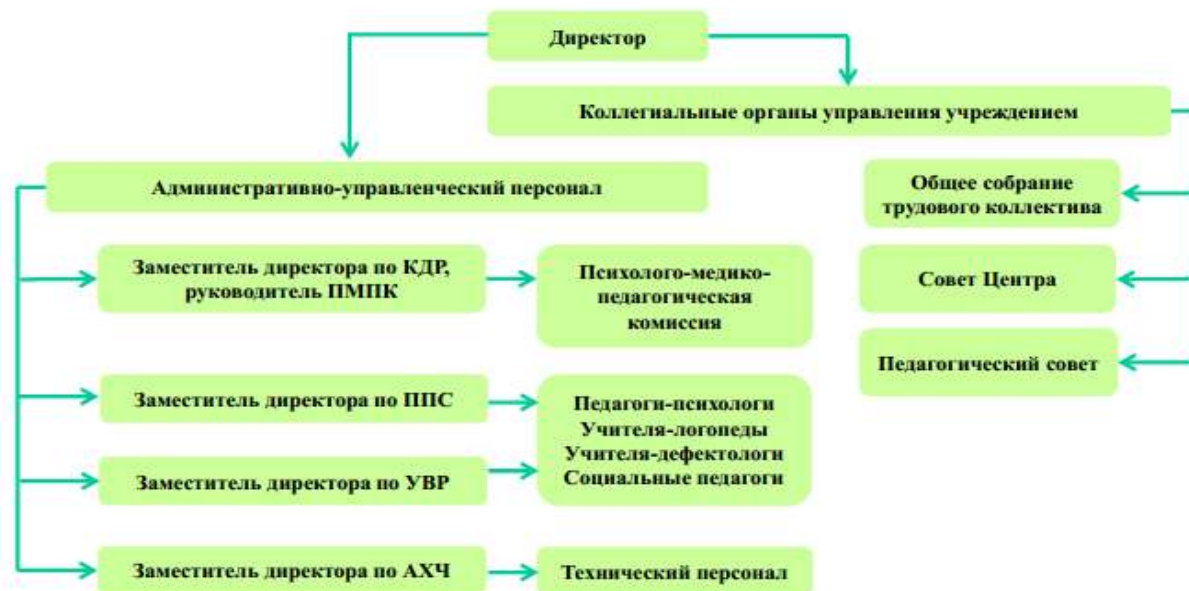 Директор
Коллегиальные органы управления учреждением
Административно-управленческий персонал
Общее собрание
трудового коллектива
Заместитель директора по КДР,
руководитель ПМПК
Психолого-медико-
педагогическая
комиссия
Совет Центра
Педагогический совет
Заместитель директора по ППС
Педагоги-психологи
Учителя-логопеды
Учителя-дефектологи
Социальные педагоги
Заместитель директора по УВР
Заместитель директора по АХЧ
Технический персонал